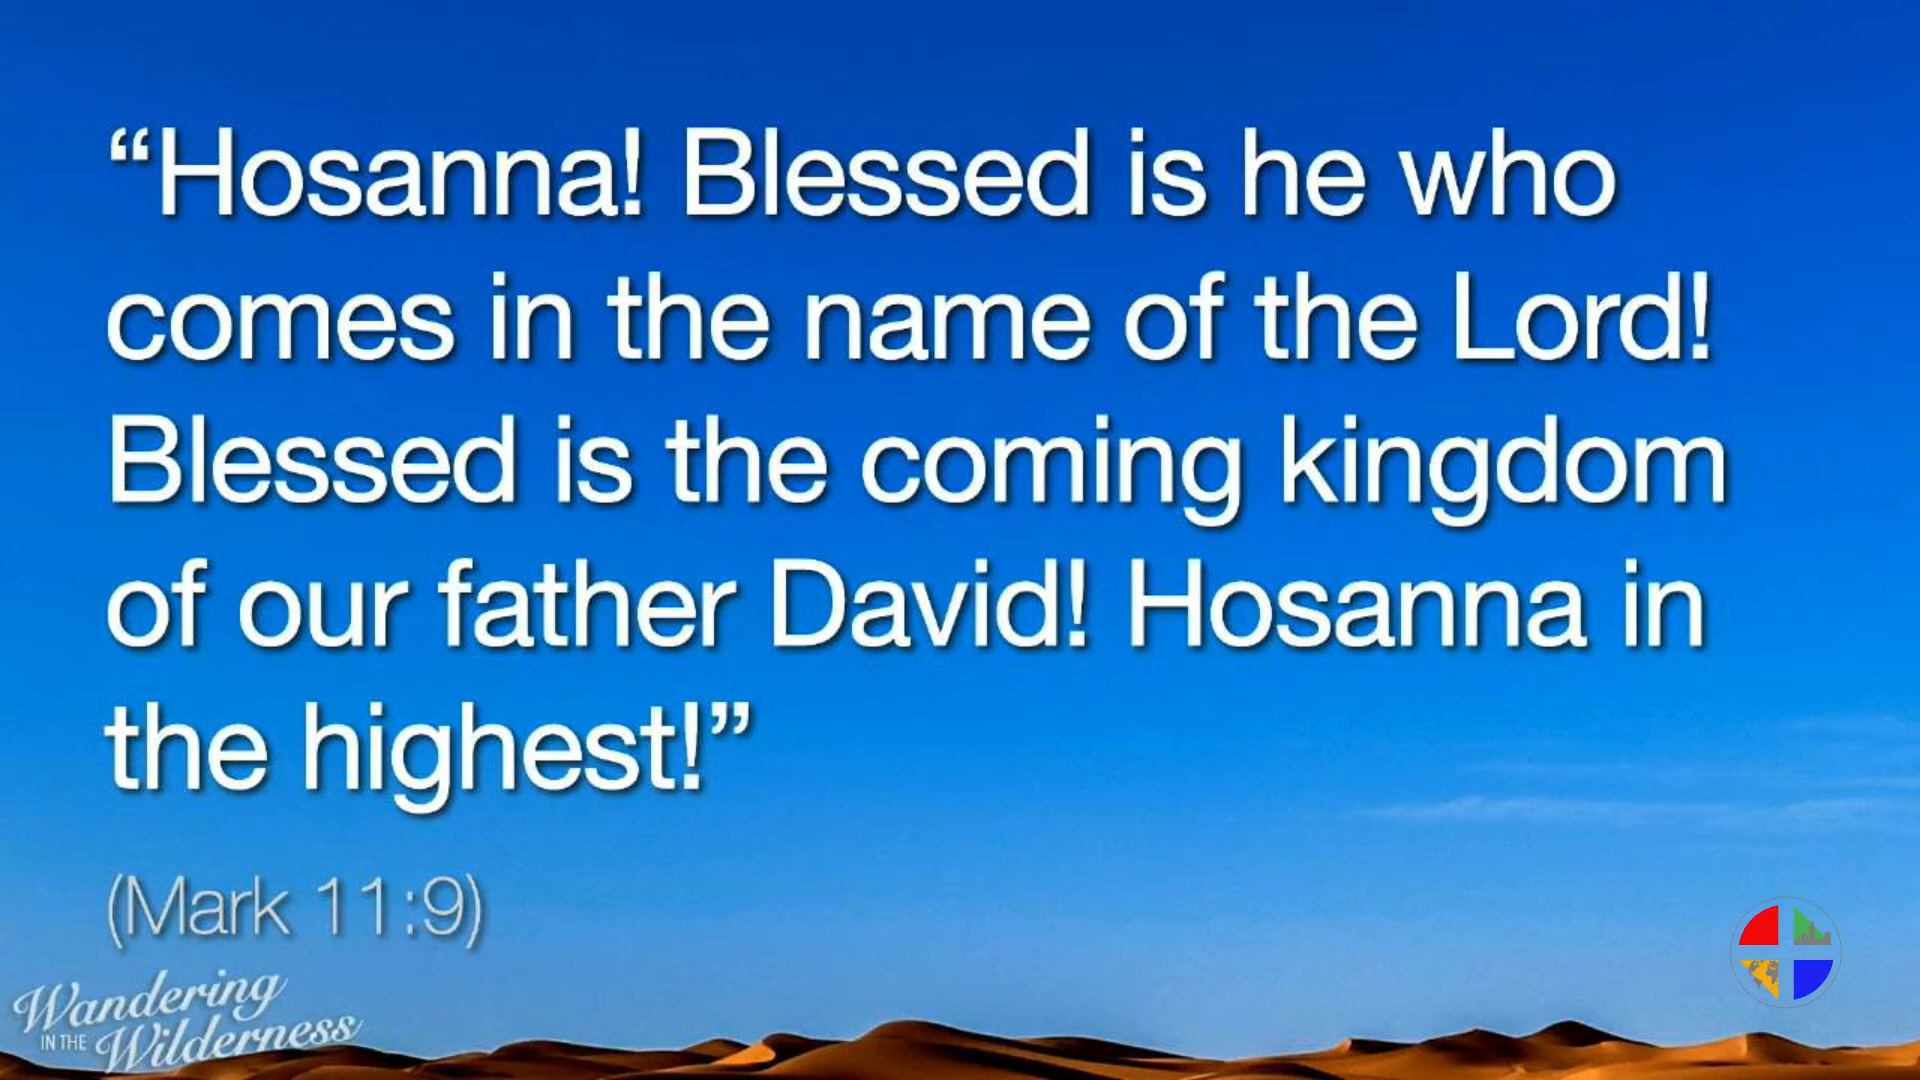 “Hosanna! Blessed is he who
comes in the name of the Lord!
Blessed is the coming kingdom
of our father David! Hosanna in
the highest!”
(Mark 11:9)
Wandering
IN THE Wilderness